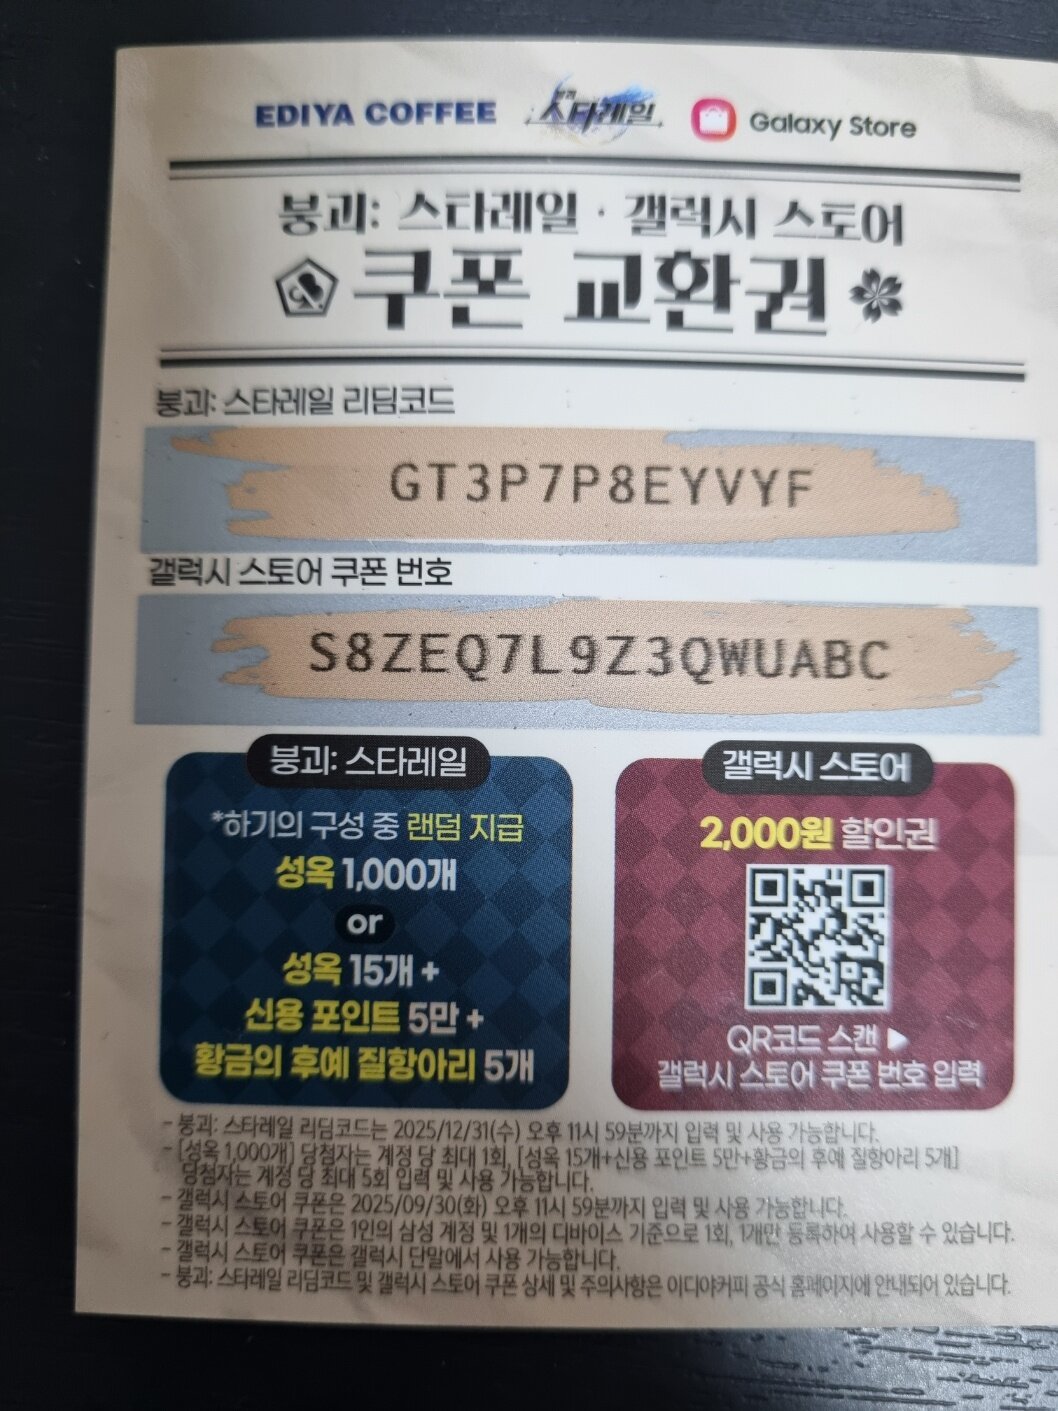 EDIYA COFFEE 붕괴 스타레일 Galaxy Store
붕괴: 스타레일 · 갤럭시 스토어
쿠폰 교환권
붕괴: 스타레일 리딤코드
GT3P7P8EYVYF
갤럭시 스토어 쿠폰 번호
S8ZEQ7L9Z3QWUABC
붕괴: 스타레일
*하기의 구성 중 랜덤 지급
성옥 1,000개
or
성옥 15개 +
신용 포인트 5만 +
황금의 후예 질항아리 5개
갤럭시 스토어
2,000원 할인권
QR코드 스캔 ▶
갤럭시 스토어 쿠폰 번호 입력
- 붕괴: 스타레일 리딤코드는 2025/12/31(수) 오후 11시 59분까지 입력 및 사용 가능합니다.
- [성옥 1,000개] 당첨자는 계정 당 최대 1회, [성옥 15개+신용 포인트 5만+황금의 후예 질항아리 5개]
당첨자는 계정 당 최대 5회 입력 및 사용 가능합니다.
- 갤럭시 스토어 쿠폰은 2025/09/30(화) 오후 11시 59분까지 입력 및 사용 가능합니다.
- 갤럭시 스토어 쿠폰은 1인의 삼성 계정 및 1개의 디바이스 기준으로 1회, 1개만 등록하여 사용할 수 있습니다.
- 갤럭시 스토어 쿠폰은 갤럭시 단말에서 사용 가능합니다.
- 붕괴: 스타레일 리딤코드 및 갤럭시 스토어 쿠폰 상세 및 주의사항은 이디야커피 공식 홈페이지에 안내되어 있습니다.